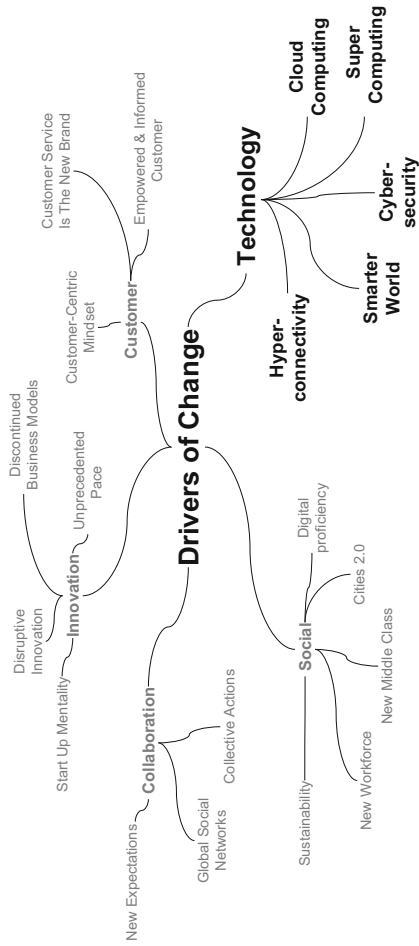 Drivers of Change
Technology
Hyper-
connectivity
Smarter
World
Cyber-
security
Super
Computing
Cloud
Computing
Customer
Customer-Centric
Mindset
Customer Service
Is The New Brand
Empowered & Informed
Customer
Innovation
Start Up Mentality
Disruptive
Innovation
Discontinued
Business Models
Unprecedented
Pace
Collaboration
New Expectations
Global Social
Networks
Collective Actions
Social
Sustainability
New Workforce
New Middle Class
Cities 2.0
Digital
proficiency